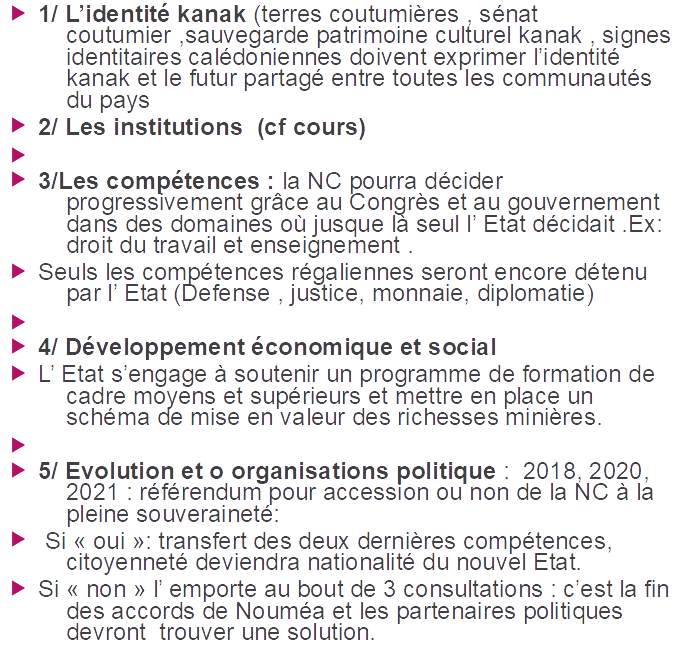 1/ L’identité kanak (terres coutumières , sénat
coutumier ,sauvegarde patrimoine culturel kanak , signes
identitaires calédoniennes doivent exprimer l’identité
kanak et le futur partagé entre toutes les communautés
du pays
2/ Les institutions  (cf cours)
3/Les compétences : la NC pourra décider
progressivement grâce au Congrès et au gouvernement
dans des domaines où jusque là seul l’ Etat décidait .Ex:
droit du travail et enseignement .
Seuls les compétences régaliennes seront encore détenu
par l’ Etat (Defense , justice, monnaie, diplomatie)
4/ Développement économique et social
L’ Etat s’engage à soutenir un programme de formation de
cadre moyens et supérieurs et mettre en place un
schéma de mise en valeur des richesses minières.
5/ Evolution et o organisations politique :  2018, 2020,
2021 : référendum pour accession ou non de la NC à la
pleine souveraineté:
Si « oui »: transfert des deux dernières compétences,
citoyenneté deviendra nationalité du nouvel Etat.
Si « non » l’ emporte au bout de 3 consultations : c’est la fin
des accords de Nouméa et les partenaires politiques
devront  trouver une solution.